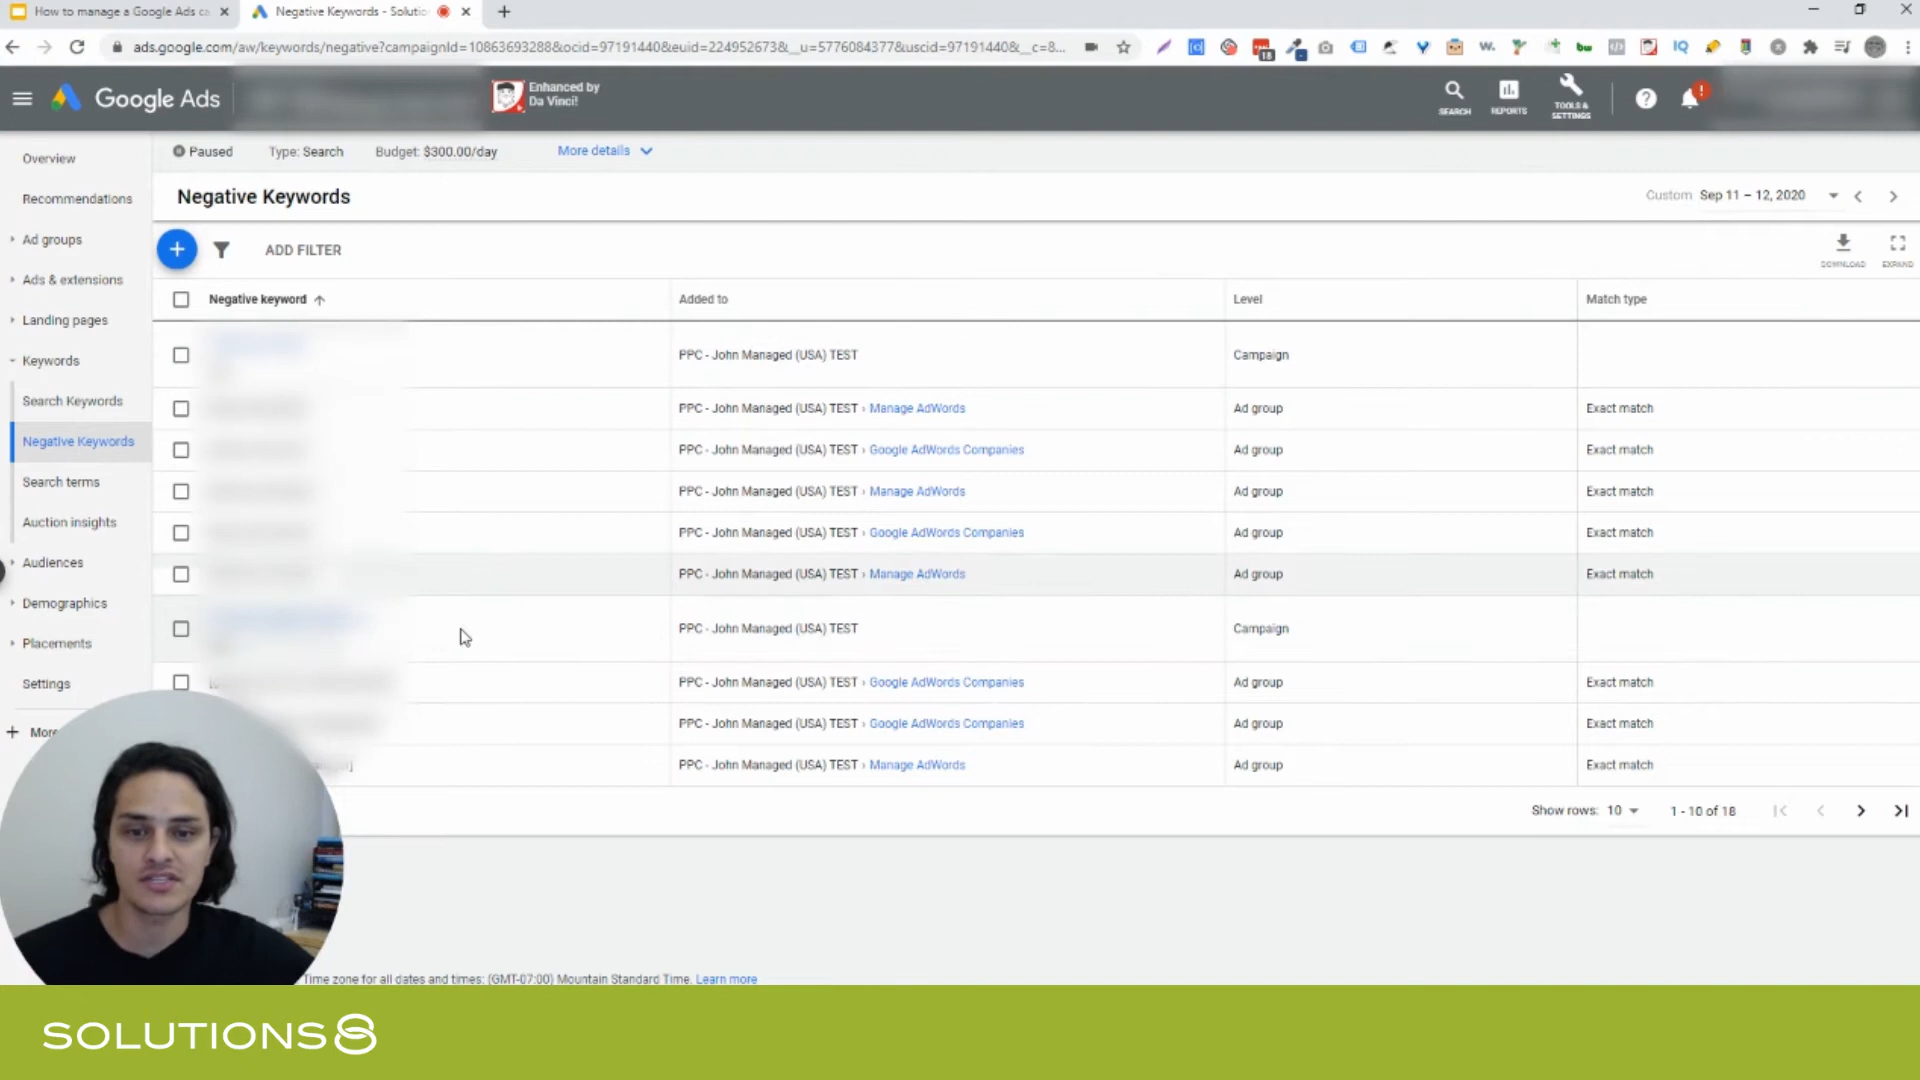 How to manage a Google Ads ca
Negative Keywords - Solutio
ads.google.com/aw/keywords/negative?campaignId=10863693288&ocid=97191440&euid=224952673&__u=5776084377&uscid=97191440&__c=8...
18
w.
bw
IQ
Google Ads
Enhanced by
Da Vinci!
SEARCH
REPORTS
TOOLS &
SETTINGS
?
!
Overview
Recommendations
Ad groups
Ads & extensions
Landing pages
Keywords
Search Keywords
Negative Keywords
Search terms
Auction insights
Audiences
Demographics
Placements
Settings
More
Paused
Type: Search
Budget: $300.00/day
More details
Negative Keywords
Custom Sep 11 – 12, 2020
ADD FILTER
DOWNLOAD
EXPAND
Negative keyword Added to Level Match type
PPC - John Managed (USA) TEST Campaign
PPC - John Managed (USA) TEST › Manage AdWords Ad group Exact match
PPC - John Managed (USA) TEST › Google AdWords Companies Ad group Exact match
PPC - John Managed (USA) TEST › Manage AdWords Ad group Exact match
PPC - John Managed (USA) TEST › Google AdWords Companies Ad group Exact match
PPC - John Managed (USA) TEST › Manage AdWords Ad group Exact match
PPC - John Managed (USA) TEST Campaign
PPC - John Managed (USA) TEST › Google AdWords Companies Ad group Exact match
PPC - John Managed (USA) TEST › Google AdWords Companies Ad group Exact match
PPC - John Managed (USA) TEST › Manage AdWords Ad group Exact match
Show rows: 10 1 - 10 of 18
Time zone for all dates and times: (GMT-07:00) Mountain Standard Time. Learn more
SOLUTIONS8